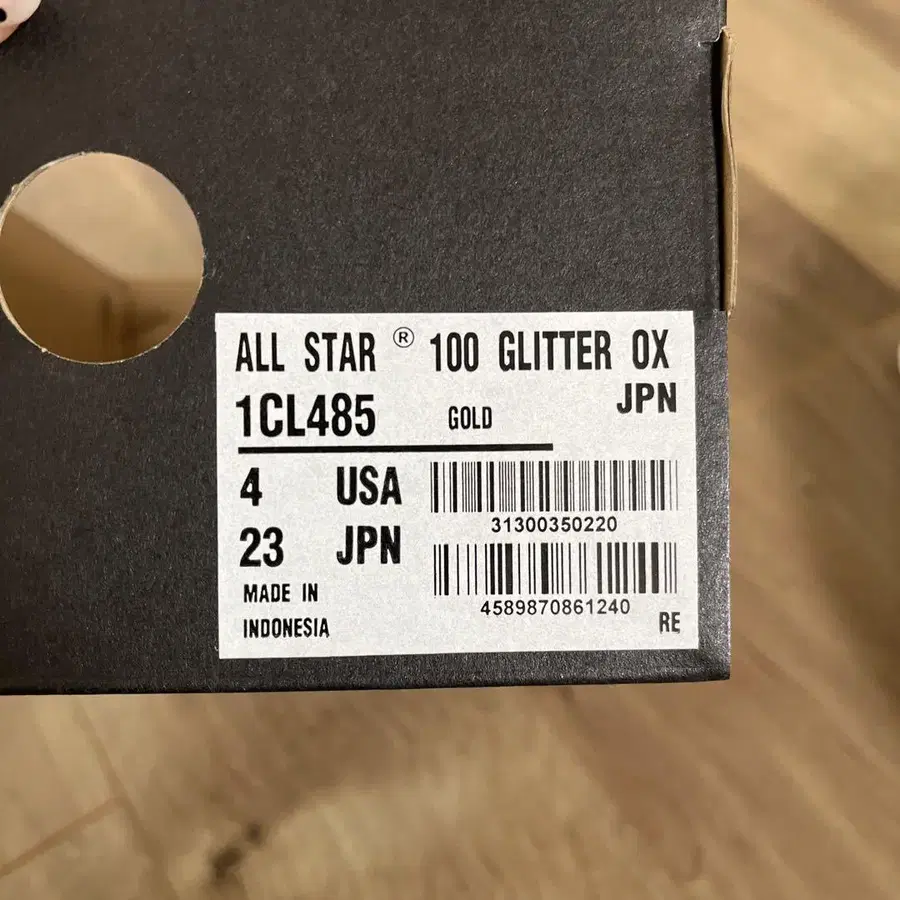 ALL STAR ® 100 GLITTER OX
1CL485 GOLD JPN
4 USA
31300350220
23 JPN
4589870861240
MADE IN
INDONESIA
RE